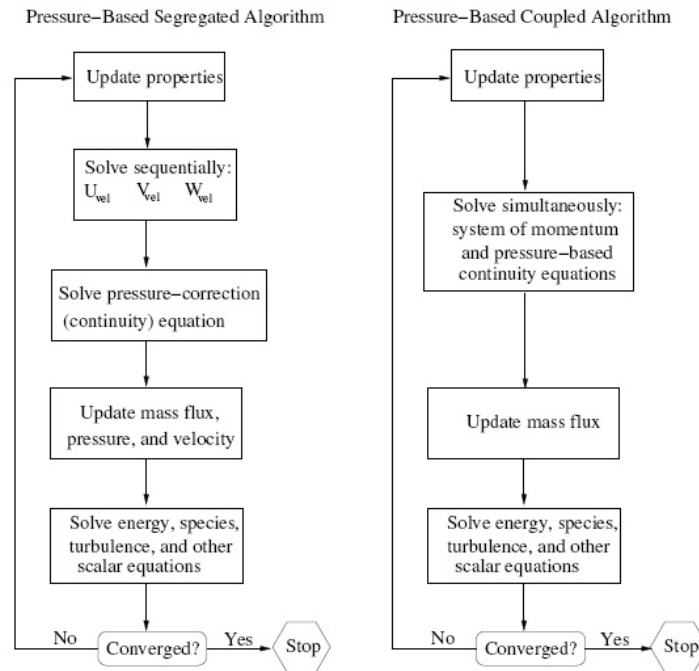 Pressure−Based Segregated Algorithm
Update properties
Solve sequentially:
U_vel V_vel W_vel
Solve pressure−correction
(continuity) equation
Update mass flux,
pressure, and velocity
Solve energy, species,
turbulence, and other
scalar equations
No
Converged?
Yes
Stop
Pressure−Based Coupled Algorithm
Update properties
Solve simultaneously:
system of momentum
and pressure−based
continuity equations
Update mass flux
Solve energy, species,
turbulence, and other
scalar equations
No
Converged?
Yes
Stop